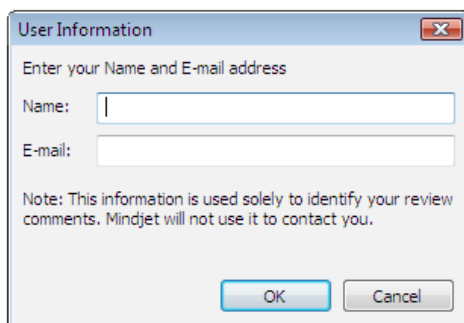 User Information
Enter your Name and E-mail address
Name:
E-mail:
Note: This information is used solely to identify your review
comments. Mindjet will not use it to contact you.
OK
Cancel